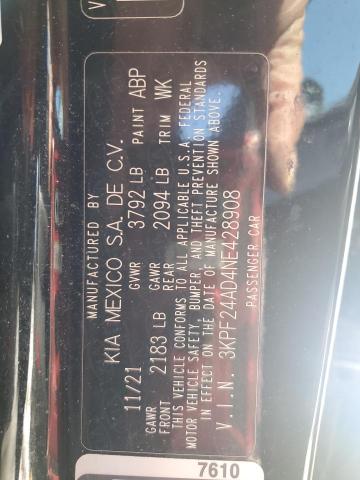 MANUFACTURED BY
KIA MEXICO S.A. DE C.V.
11/21 GVWR 3792 LB PAINT ABP
GAWR FRONT 2183 LB GAWR REAR 2094 LB TRIM WK
THIS VEHICLE CONFORMS TO ALL APPLICABLE U.S.A. FEDERAL
MOTOR VEHICLE SAFETY, BUMPER AND THEFT PREVENTION STANDARDS
IN EFFECT ON THE DATE OF MANUFACTURE SHOWN ABOVE.
V.I.N. 3KPF24AD4NE428908
PASSENGER CAR
7610